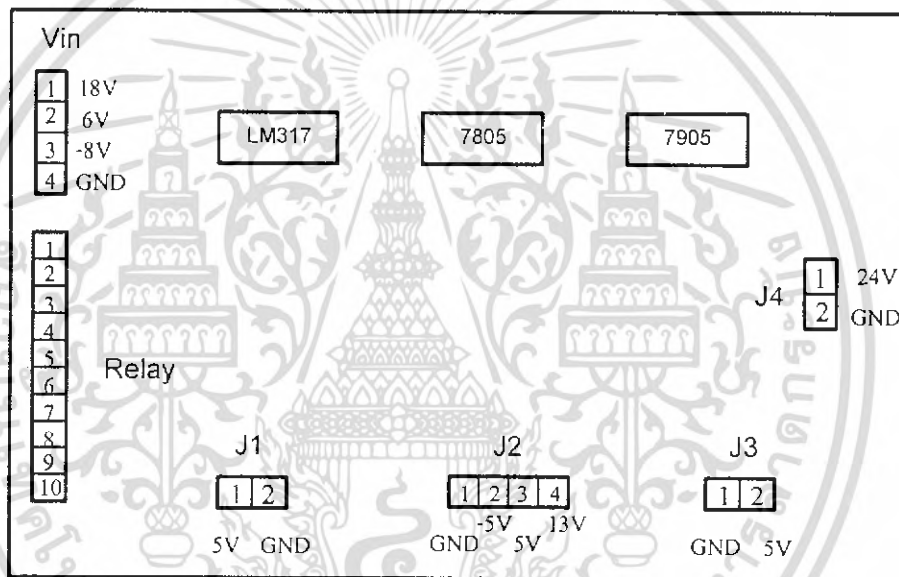 Vin
1 18V
2 6V
3 -8V
4 GND
LM317
7805
7905
1
2
3
4
5
6
7
8
9
10
Relay
J4
1 24V
2 GND
J1
1 2
5V GND
J2
1 2 3 4
-5V 13V
GND 5V
J3
1 2
GND 5V